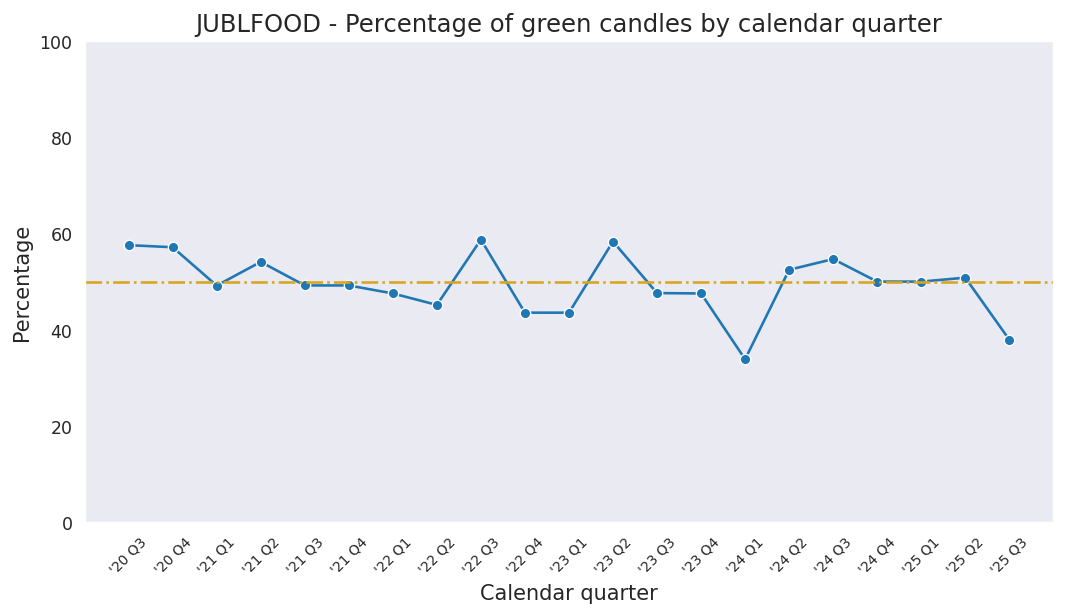 JUBLFOOD - Percentage of green candles by calendar quarter
Percentage
100
80
60
40
20
0
'20 Q3
'20 Q4
'21 Q1
'21 Q2
'21 Q3
'21 Q4
'22 Q1
'22 Q2
'22 Q3
'22 Q4
'23 Q1
'23 Q2
'23 Q3
'23 Q4
'24 Q1
'24 Q2
'24 Q3
'24 Q4
'25 Q1
'25 Q2
'25 Q3
Calendar quarter